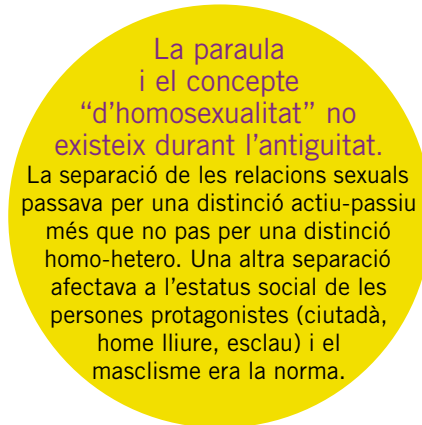 La paraula
i el concepte
“d’homosexualitat” no
existeix durant l’antiguitat.
La separació de les relacions sexuals
passava per una distinció actiu-passiu
més que no pas per una distinció
homo-hetero. Una altra separació
afectava a l’estatus social de les
persones protagonistes (ciutadà,
home lliure, esclau) i el
masclisme era la norma.